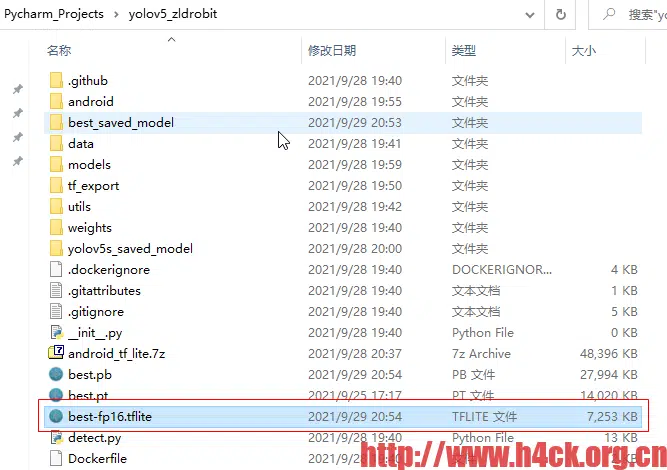 Pycharm_Projects › yolov5_zldrobit 搜索"yo
名称 修改日期 类型 大小
.github 2021/9/28 19:40 文件夹
android 2021/9/28 19:55 文件夹
best_saved_model 2021/9/29 20:53 文件夹
data 2021/9/28 19:41 文件夹
models 2021/9/28 19:59 文件夹
tf_export 2021/9/28 19:50 文件夹
utils 2021/9/28 19:42 文件夹
weights 2021/9/28 19:40 文件夹
yolov5s_saved_model 2021/9/28 20:00 文件夹
.dockerignore 2021/9/28 19:40 DOCKERIGNOR... 4 KB
.gitattributes 2021/9/28 19:40 文本文档 1 KB
.gitignore 2021/9/28 19:40 文本文档 5 KB
__init__.py 2021/9/28 19:40 Python File 0 KB
android_tf_lite.7z 2021/9/28 20:37 7z Archive 48,396 KB
best.pb 2021/9/29 20:54 PB 文件 27,994 KB
best.pt 2021/9/25 17:17 PT 文件 14,020 KB
best-fp16.tflite 2021/9/29 20:54 TFLITE 文件 7,253 KB
detect.py 2021/9/28 19:40 Python File 13 KB
Dockerfile 2021/9/28 19:40 文件
http://www.h4ck.org.cn